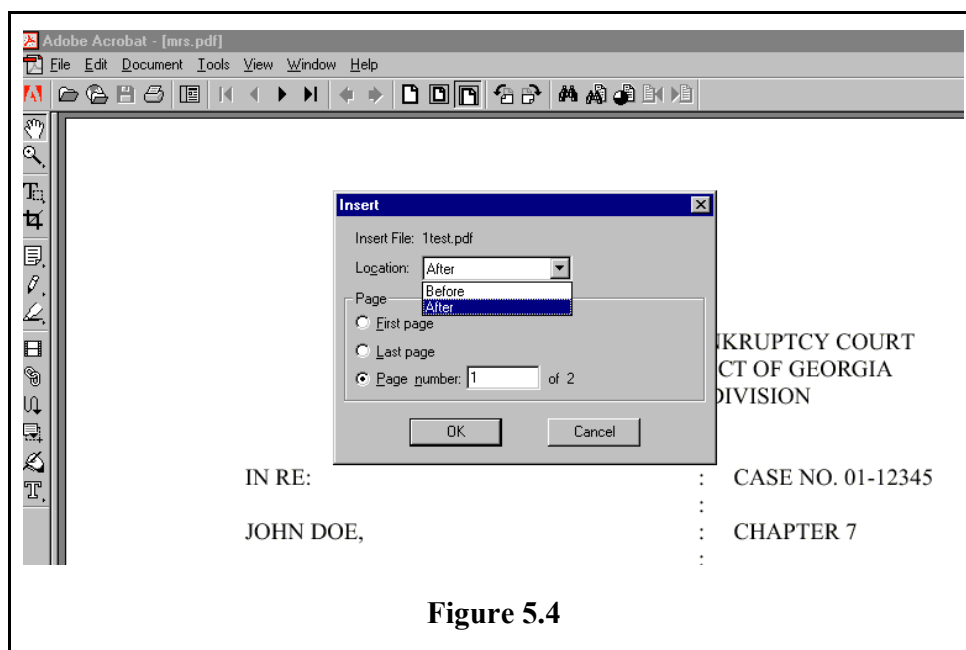 Adobe Acrobat - [mrs.pdf]
File Edit Document Tools View Window Help
Insert
Insert File: 1test.pdf
Location: After
Before
After
Page
First page
Last page
Page number: 1 of 2
OK Cancel
KRUPTCY COURT
CT OF GEORGIA
DIVISION
IN RE: : CASE NO. 01-12345
:
JOHN DOE, : CHAPTER 7
:
Figure 5.4